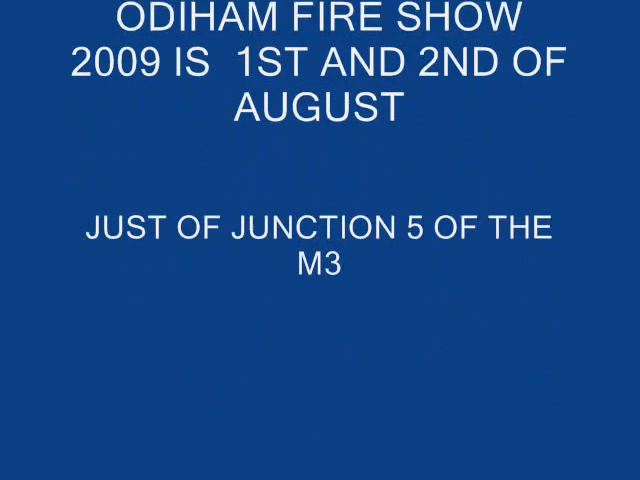 ODIHAM FIRE SHOW
2009 IS  1ST AND 2ND OF
AUGUST
JUST OF JUNCTION 5 OF THE
M3